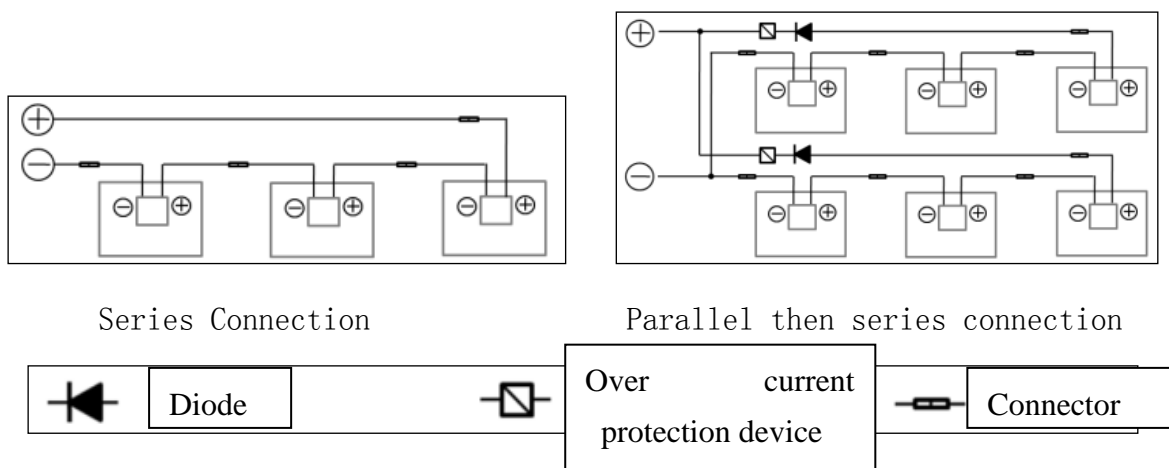 Series Connection
Parallel then series connection
Diode
Over current
protection device
Connector